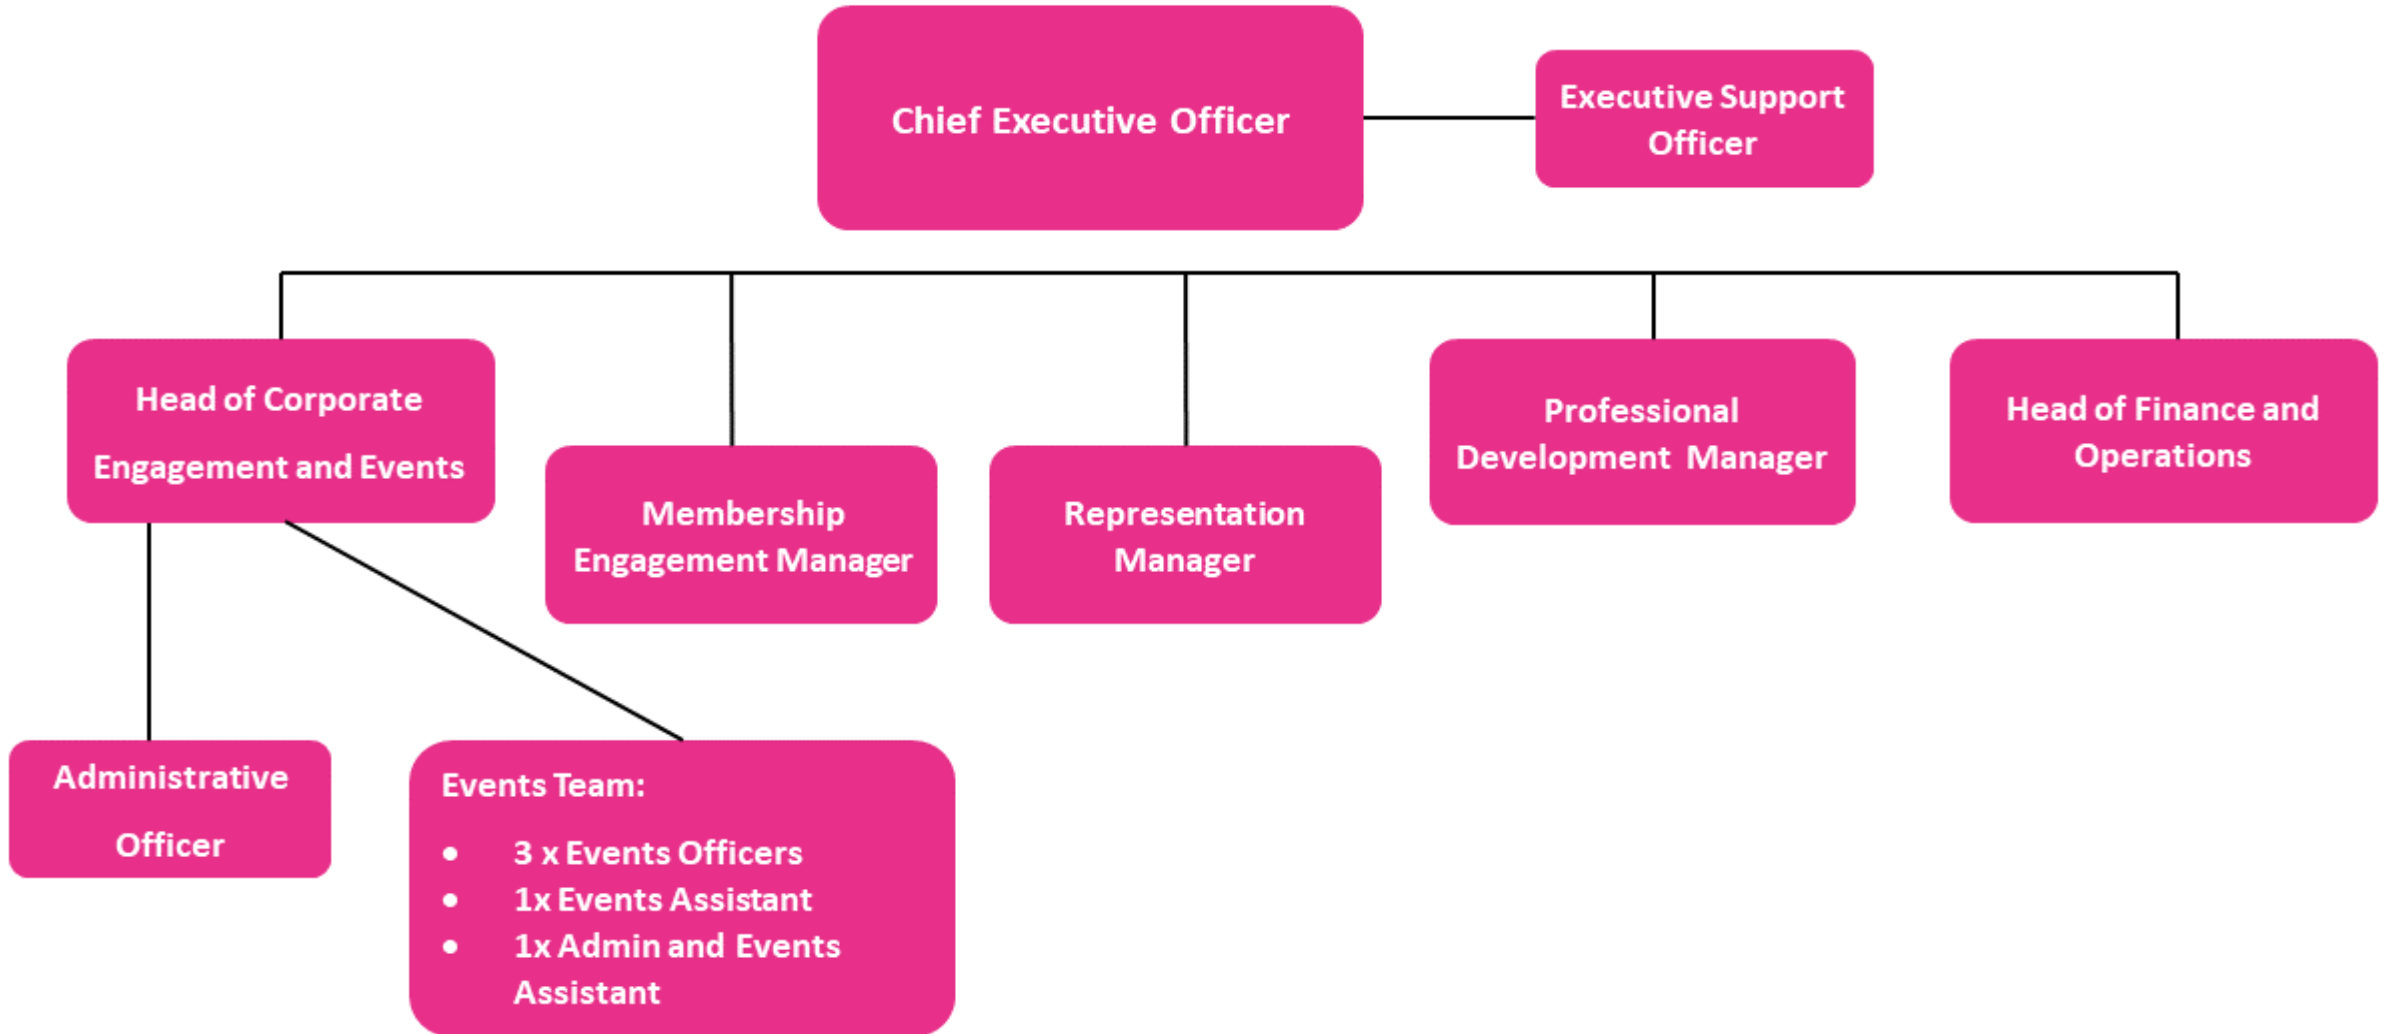 Chief Executive Officer
Executive Support
Officer
Head of Corporate
Engagement and Events
Membership
Engagement Manager
Representation
Manager
Professional
Development Manager
Head of Finance and
Operations
Administrative
Officer
Events Team:
• 3 x Events Officers
• 1x Events Assistant
• 1x Admin and Events
Assistant